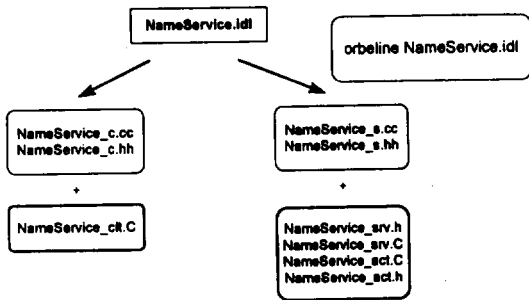 NameService.idl
orbeline NameService.idl
NameService_c.cc
NameService_c.hh
NameService_s.cc
NameService_s.hh
+
+
NameService_clt.C
NameService_srv.h
NameService_srv.C
NameService_act.C
NameService_act.h